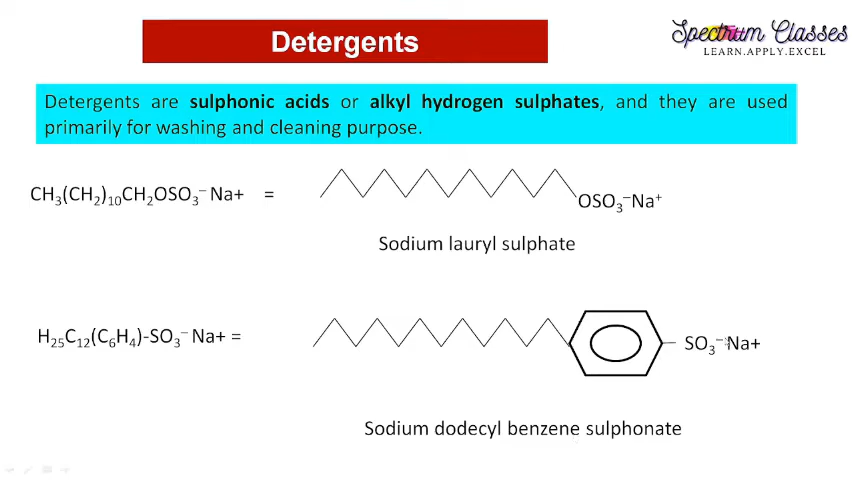 Detergents
Spectrum Classes
LEARN.APPLY.EXCEL
Detergents are sulphonic acids or alkyl hydrogen sulphates, and they are used
primarily for washing and cleaning purpose.
CH₃(CH₂)₁₀CH₂OSO₃⁻ Na+ =
OSO₃⁻Na⁺
Sodium lauryl sulphate
H₂₅C₁₂(C₆H₄)-SO₃⁻ Na+ =
SO₃⁻Na+
Sodium dodecyl benzene sulphonate